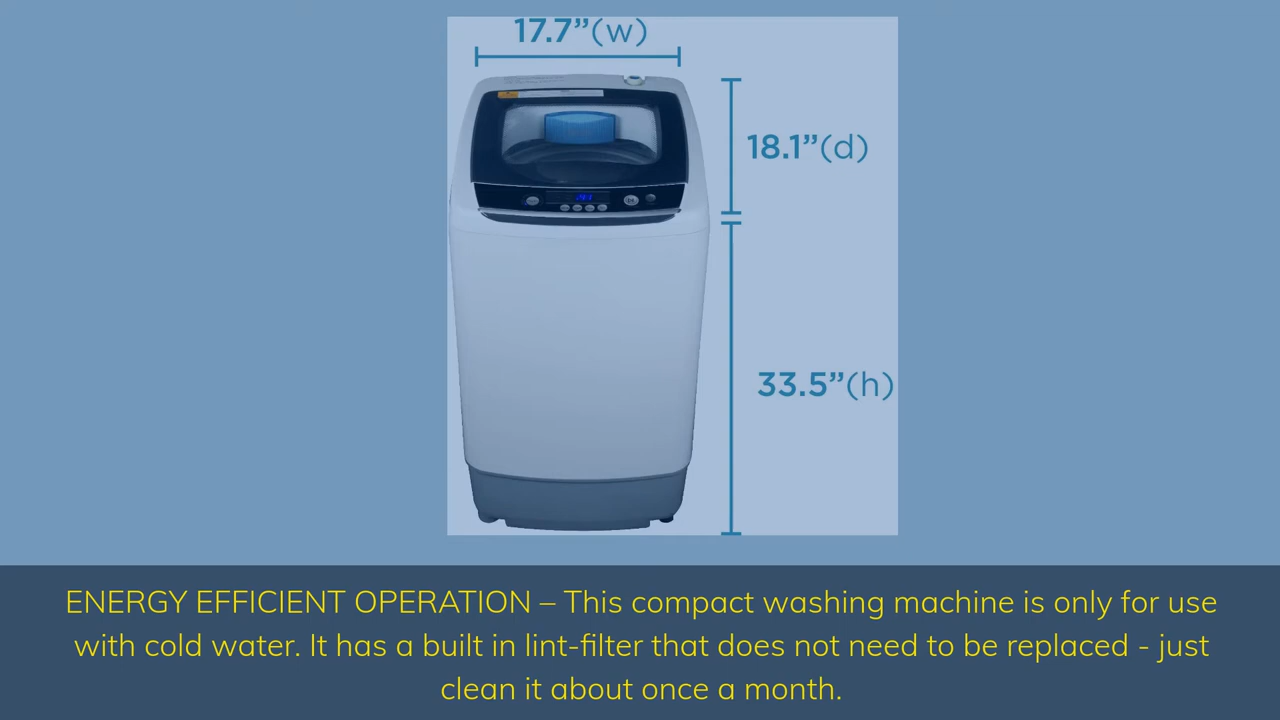 17.7”(w)
18.1”(d)
33.5”(h)
ENERGY EFFICIENT OPERATION – This compact washing machine is only for use
with cold water. It has a built in lint-filter that does not need to be replaced - just
clean it about once a month.